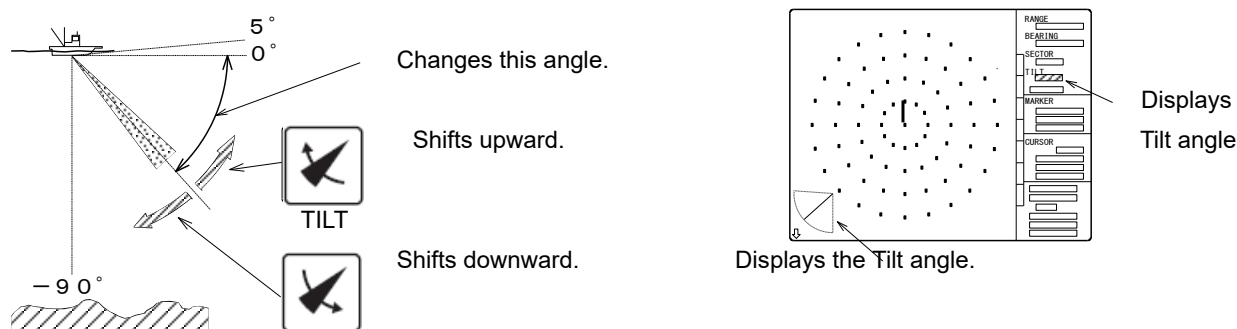 5°
0°
Changes this angle.
Shifts upward.
TILT
Shifts downward.
－90°
RANGE
BEARING
SECTOR
TILT
MARKER
CURSOR
Displays
Tilt angle
Displays the Tilt angle.